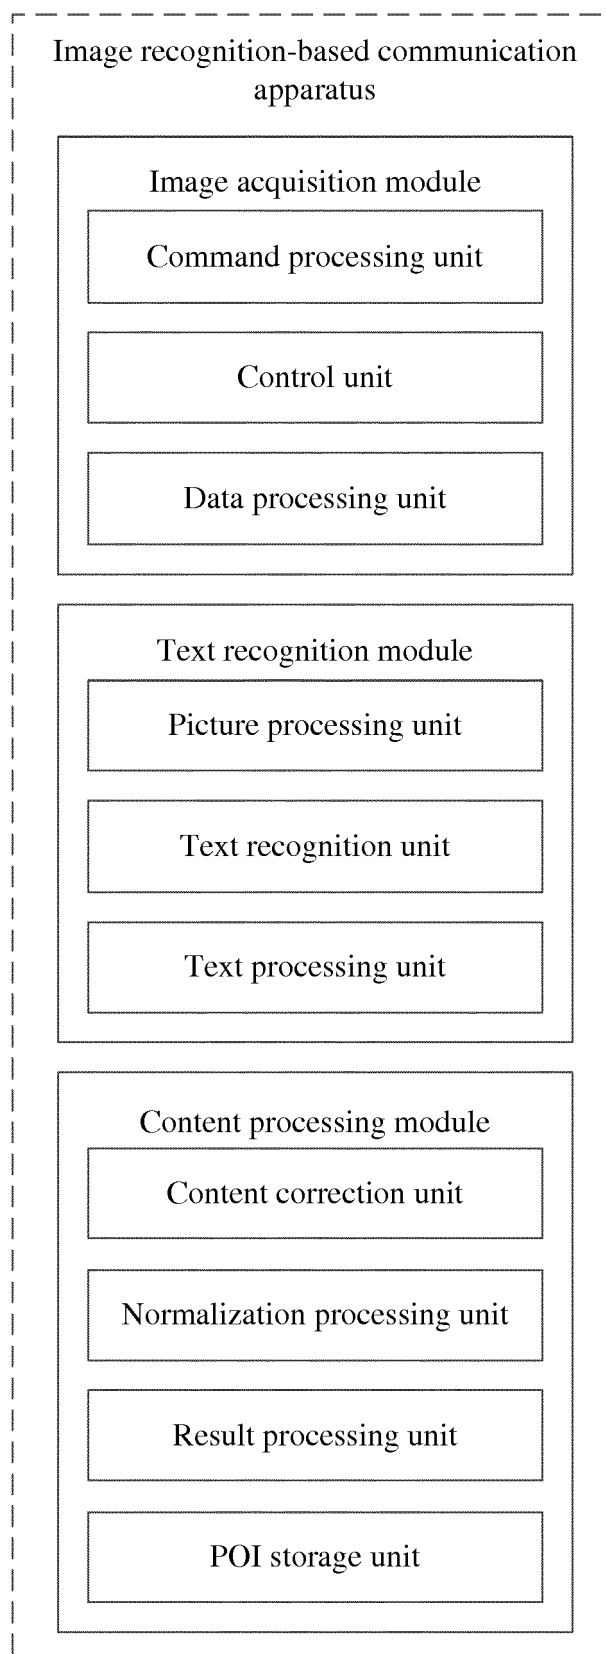 Image recognition-based communication
apparatus
Image acquisition module
Command processing unit
Control unit
Data processing unit
Text recognition module
Picture processing unit
Text recognition unit
Text processing unit
Content processing module
Content correction unit
Normalization processing unit
Result processing unit
POI storage unit